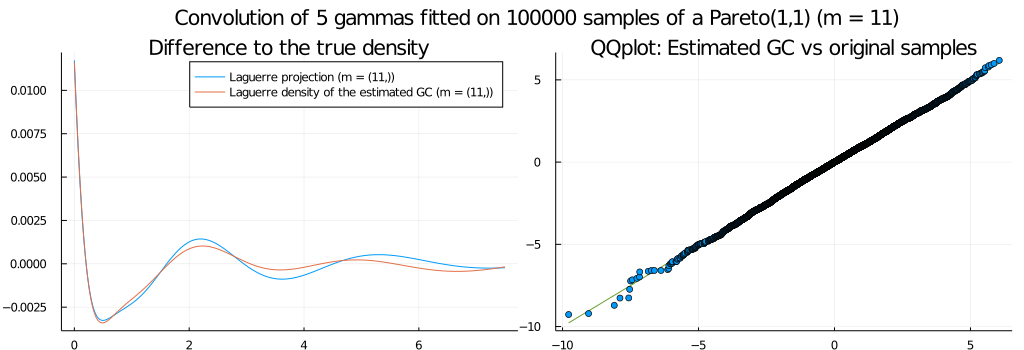 Convolution of 5 gammas fitted on 100000 samples of a Pareto(1,1) (m = 11)
Difference to the true density
Laguerre projection (m = (11,))
Laguerre density of the estimated GC (m = (11,))
0.0100
0.0075
0.0050
0.0025
0.0000
−0.0025
0 2 4 6
QQplot: Estimated GC vs original samples
5
0
−5
−10
−10 −5 0 5